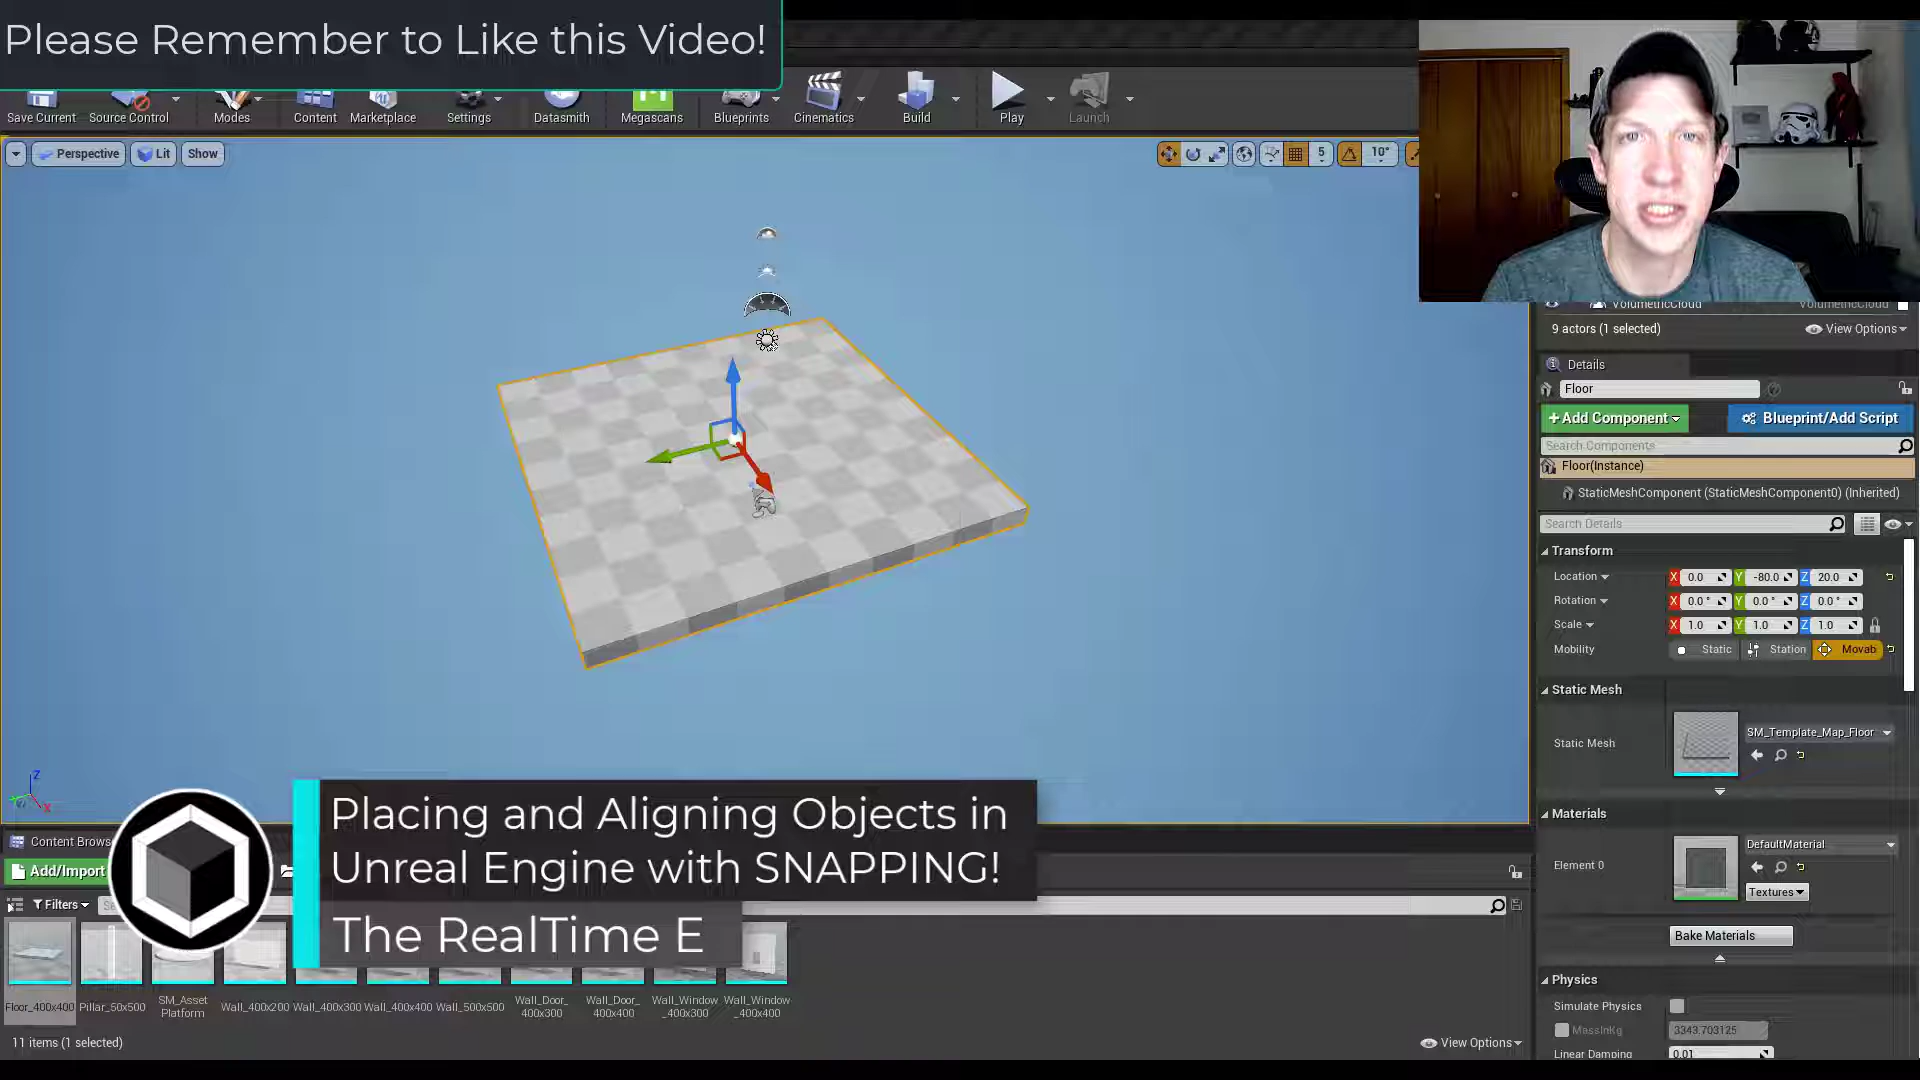 Please Remember to Like this Video!
Save Current
Source Control
Modes
Content
Marketplace
Settings
Datasmith
Megascans
Blueprints
Cinematics
Build
Play
Launch
Perspective
Lit
Show
5
10°
VolumetricCloud
VolumetricCloud
9 actors (1 selected)
View Options
Details
Floor
+Add Component
Blueprint/Add Script
Search Components
Floor(Instance)
StaticMeshComponent (StaticMeshComponent0) (Inherited)
Search Details
Transform
Location X 0.0 Y -80.0 Z 20.0
Rotation X 0.0° Y 0.0° Z 0.0°
Scale X 1.0 Y 1.0 Z 1.0
Mobility Static Station Movab
Static Mesh
Static Mesh
SM_Template_Map_Floor
Materials
Element 0
DefaultMaterial
Textures
Bake Materials
Physics
Simulate Physics
MassInKg 3343.703125
Linear Damping 0.01
Z
X
Placing and Aligning Objects in
Unreal Engine with SNAPPING!
The RealTime E
Content Brows
Add/Import
Filters
Floor_400x400
Pillar_50x500
SM_Asset
Platform
Wall_400x200
Wall_400x300
Wall_400x400
Wall_500x500
Wall_Door_
400x300
Wall_Door_
400x400
Wall_Window
_400x300
Wall_Window
_400x400
11 items (1 selected)
View Options